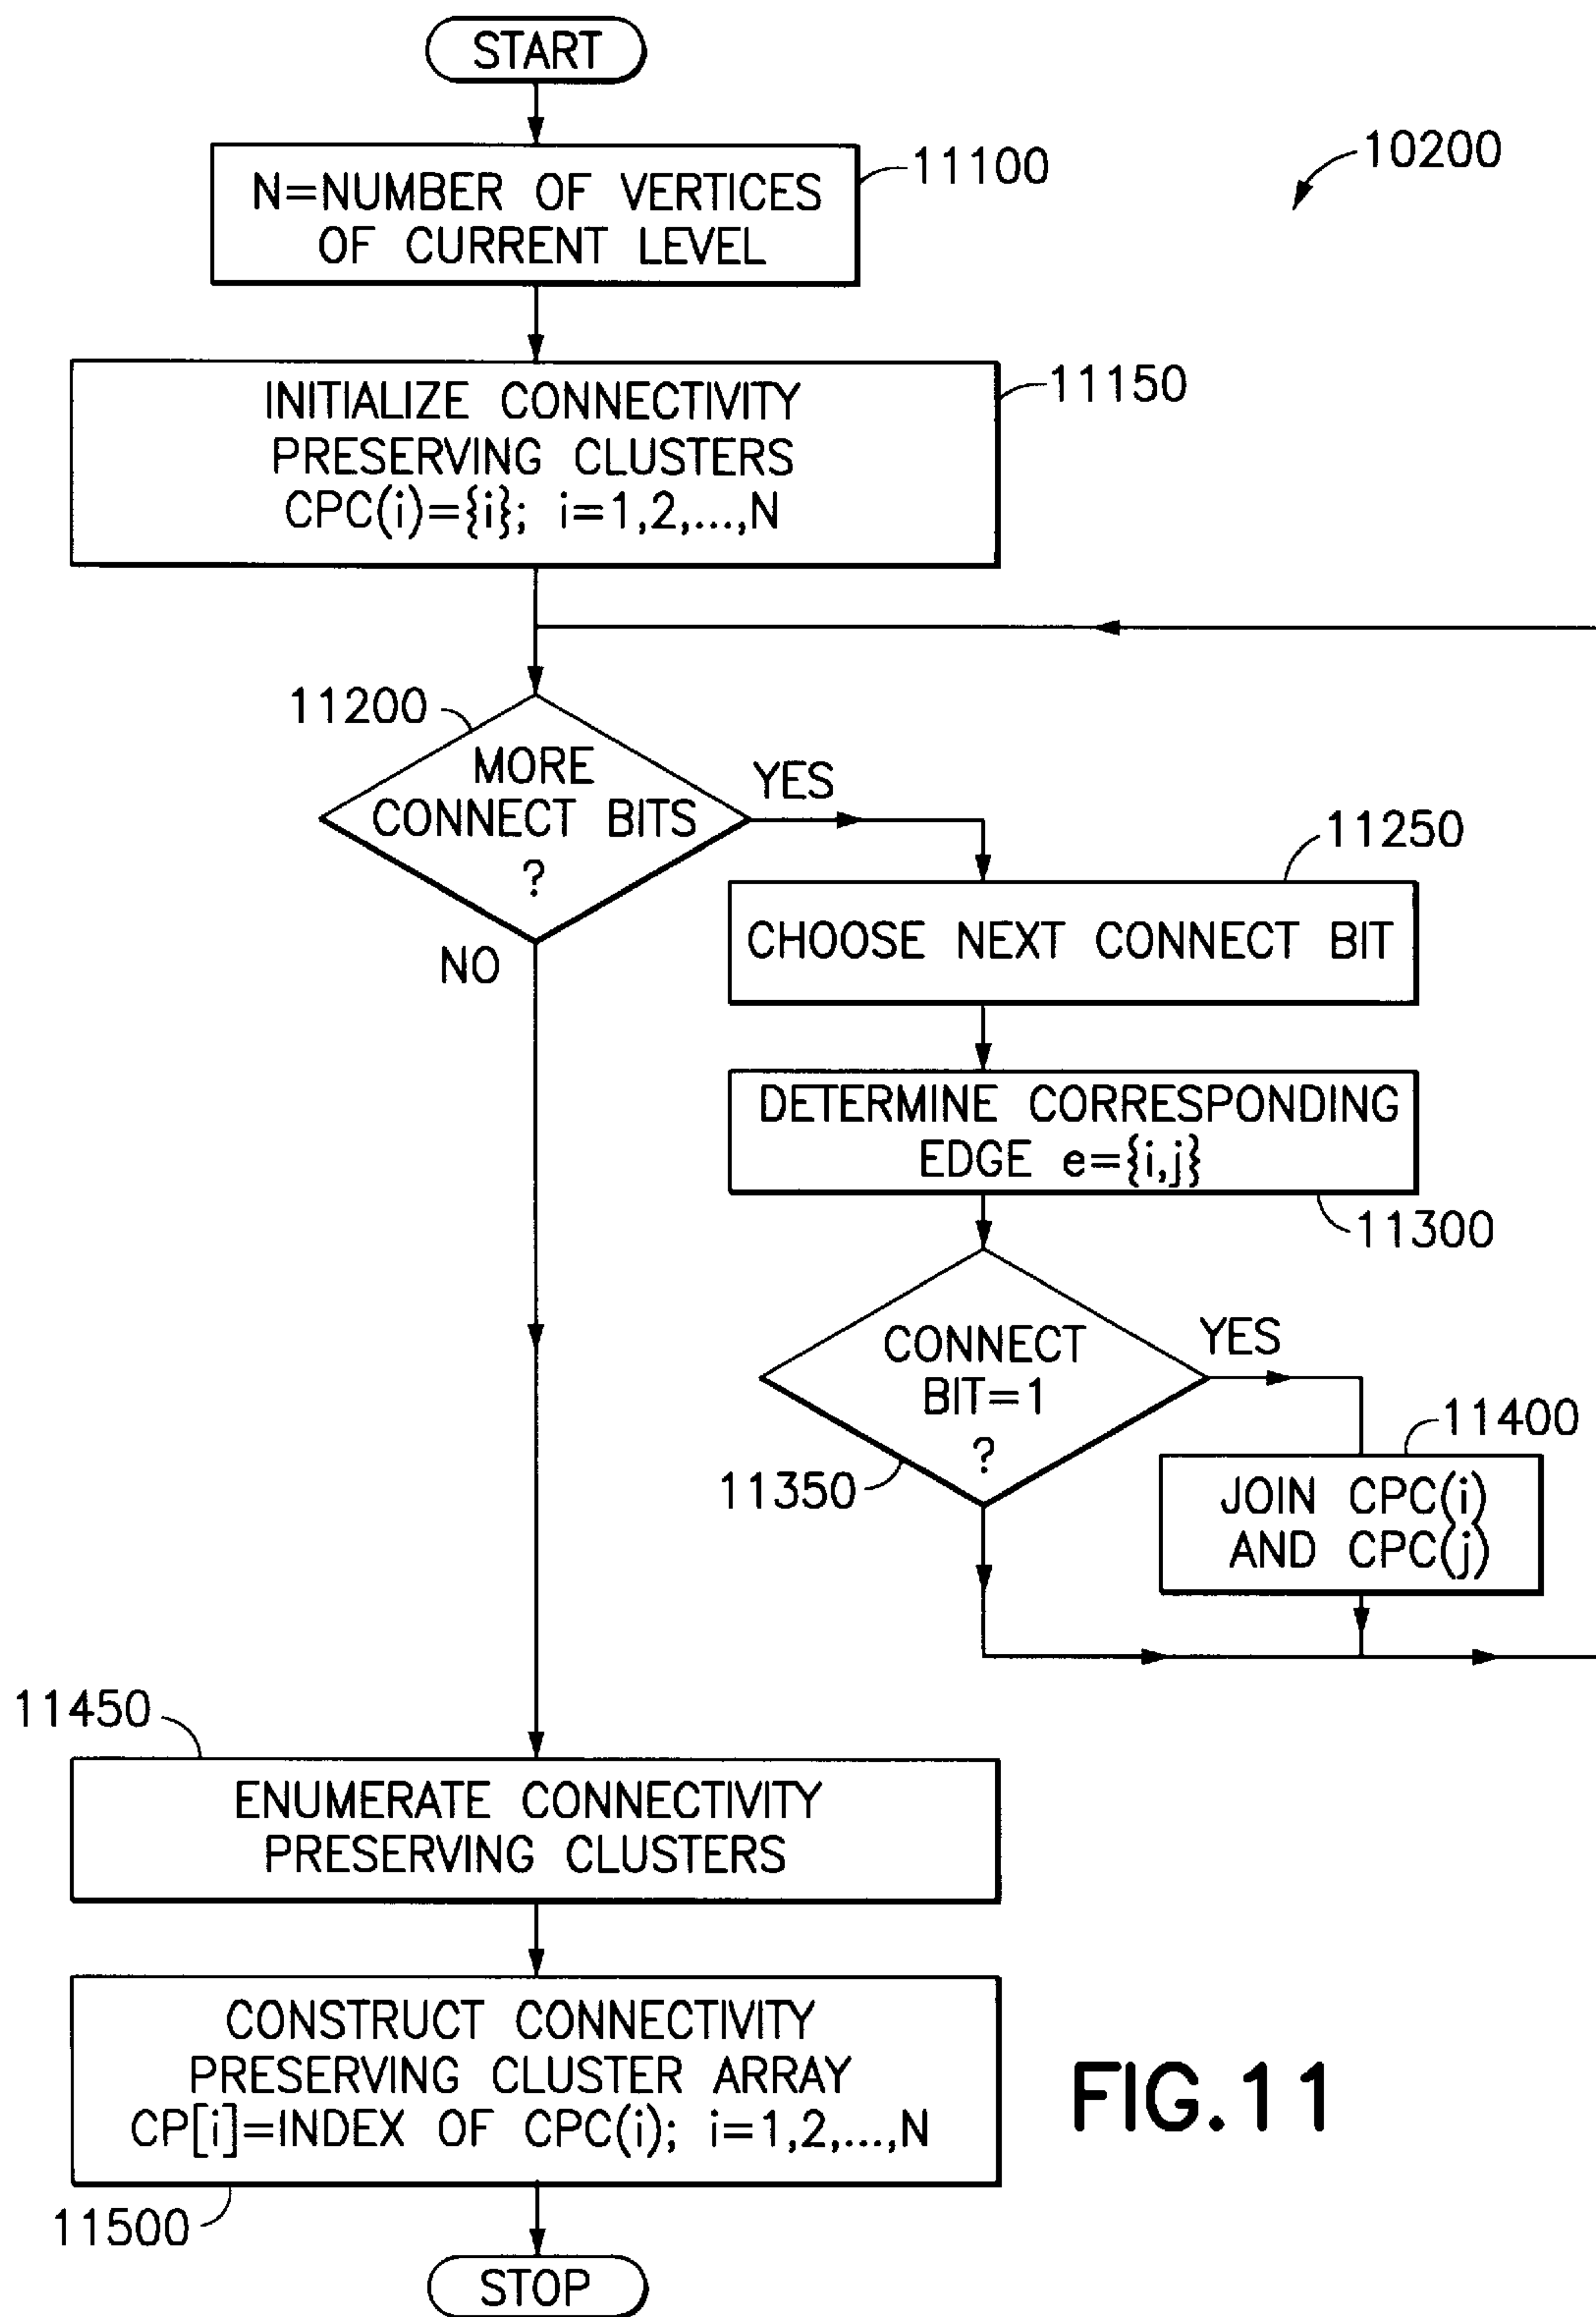 START
10200
11100
N=NUMBER OF VERTICES
OF CURRENT LEVEL
11150
INITIALIZE CONNECTIVITY
PRESERVING CLUSTERS
CPC(i)={i}; i=1,2,...,N
11200
MORE
CONNECT BITS
?
YES
NO
11250
CHOOSE NEXT CONNECT BIT
DETERMINE CORRESPONDING
EDGE e={i,j}
11300
CONNECT
BIT=1
?
YES
11350
11400
JOIN CPC(i)
AND CPC(j)
11450
ENUMERATE CONNECTIVITY
PRESERVING CLUSTERS
CONSTRUCT CONNECTIVITY
PRESERVING CLUSTER ARRAY
CP[i]=INDEX OF CPC(i); i=1,2,...,N
11500
STOP
FIG.11